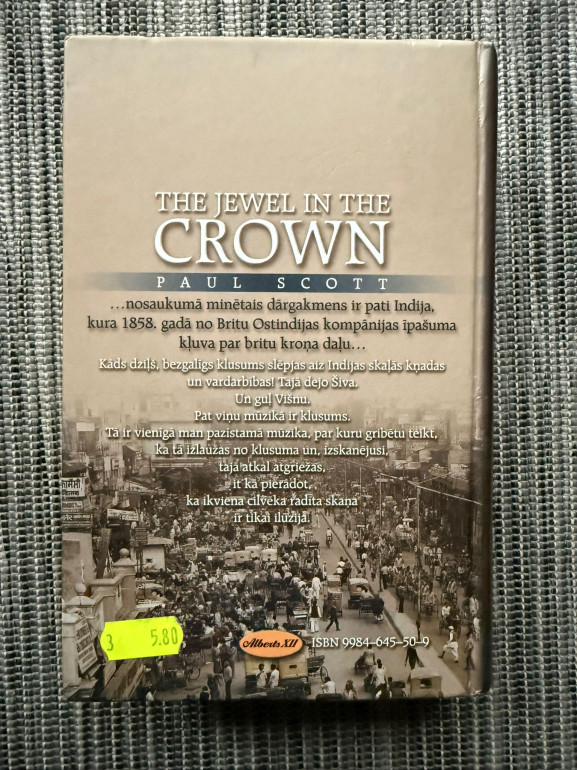 THE JEWEL IN THE
CROWN
PAUL SCOTT
...nosaukumā minētais dārgakmens ir pati Indija,
kura 1858. gadā no Britu Ostindijas kompānijas īpašuma
kļuva par britu kroņa daļu...
Kāds dziļš, bezgalīgs klusums slēpjas aiz Indijas skaļās kņadas
un vardarbības! Tajā dejo Šiva.
Un guļ Višnu.
Pat viņu mūzikā ir klusums.
Tā ir vienīgā man pazīstamā mūzika, par kuru gribētu teikt,
ka tā izlaužas no klusuma un, izskanējusi,
tajā atkal atgriežas,
it kā pierādot,
ka ikviena cilvēka radīta skaņa
ir tikai ilūzija.
3 5.80
Alberts XII ISBN 9984-645-50-9